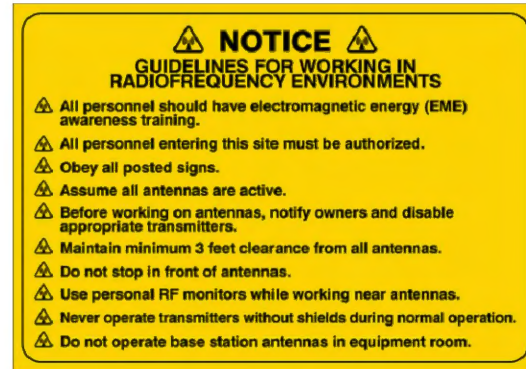 NOTICE
GUIDELINES FOR WORKING IN
RADIOFREQUENCY ENVIRONMENTS
All personnel should have electromagnetic energy (EME)
awareness training.
All personnel entering this site must be authorized.
Obey all posted signs.
Assume all antennas are active.
Before working on antennas, notify owners and disable
appropriate transmitters.
Maintain minimum 3 feet clearance from all antennas.
Do not stop in front of antennas.
Use personal RF monitors while working near antennas.
Never operate transmitters without shields during normal operation.
Do not operate base station antennas in equipment room.